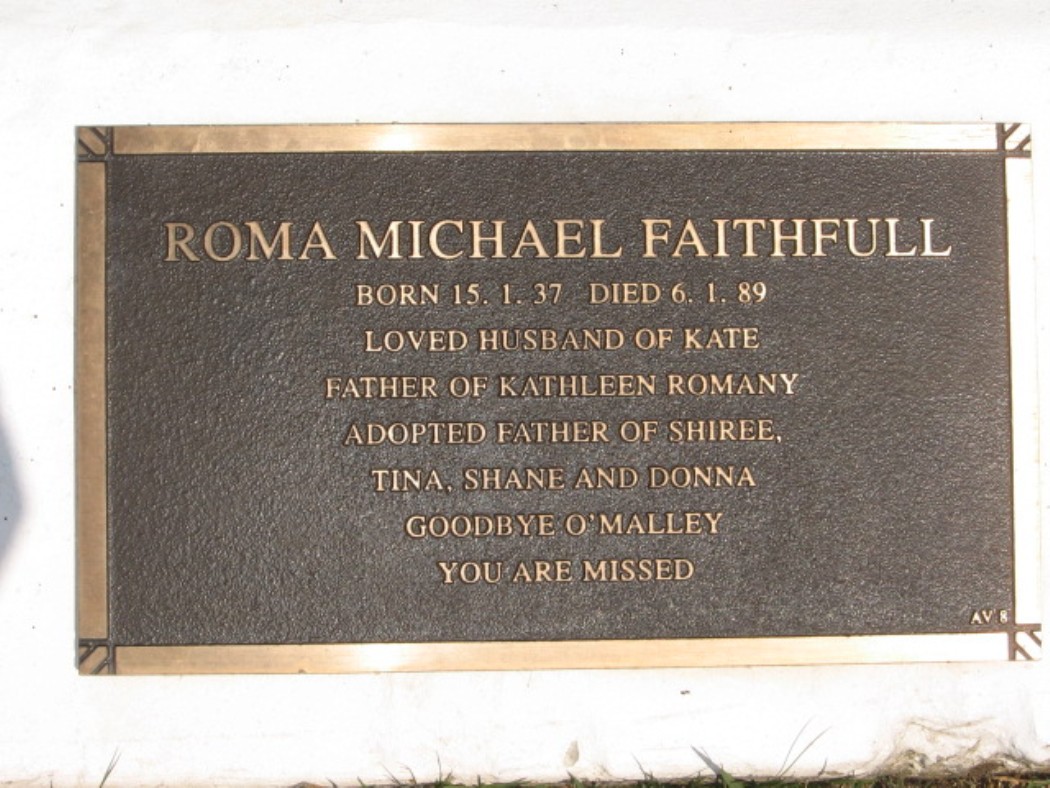 ROMA MICHAEL FAITHFULL
BORN 15. 1. 37 DIED 6. 1. 89
LOVED HUSBAND OF KATE
FATHER OF KATHLEEN ROMANY
ADOPTED FATHER OF SHIREE,
TINA, SHANE AND DONNA
GOODBYE O'MALLEY
YOU ARE MISSED
AV 8